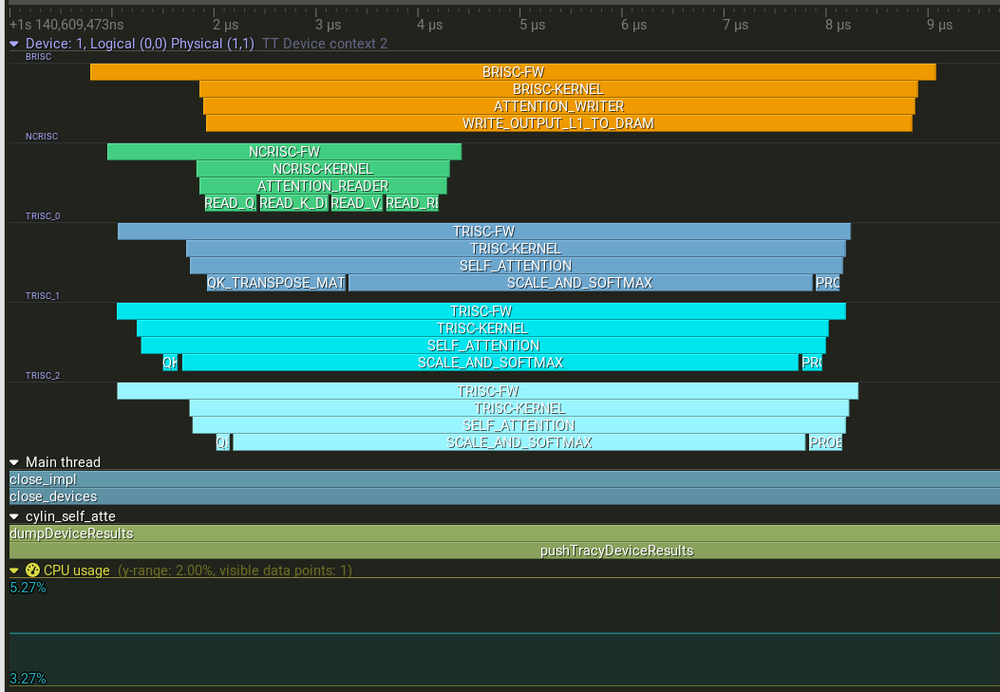 +1s 140,609,473ns 2 μs 3 μs 4 μs 5 μs 6 μs 7 μs 8 μs 9 μs
Device: 1, Logical (0,0) Physical (1,1) TT Device context 2
BRISC
BRISC-FW
BRISC-KERNEL
ATTENTION_WRITER
WRITE_OUTPUT_L1_TO_DRAM
NCRISC
NCRISC-FW
NCRISC-KERNEL
ATTENTION_READER
READ_Q READ_K_D READ_V READ_RE
TRISC_0
TRISC-FW
TRISC-KERNEL
SELF_ATTENTION
QK_TRANSPOSE_MAT SCALE_AND_SOFTMAX PRO
TRISC_1
TRISC-FW
TRISC-KERNEL
SELF_ATTENTION
QK SCALE_AND_SOFTMAX PRO
TRISC_2
TRISC-FW
TRISC-KERNEL
SELF_ATTENTION
Q SCALE_AND_SOFTMAX PROB
Main thread
close_impl
close_devices
cylin_self_atte
dumpDeviceResults
pushTracyDeviceResults
CPU usage (y-range: 2.00%, visible data points: 1)
5.27%
3.27%